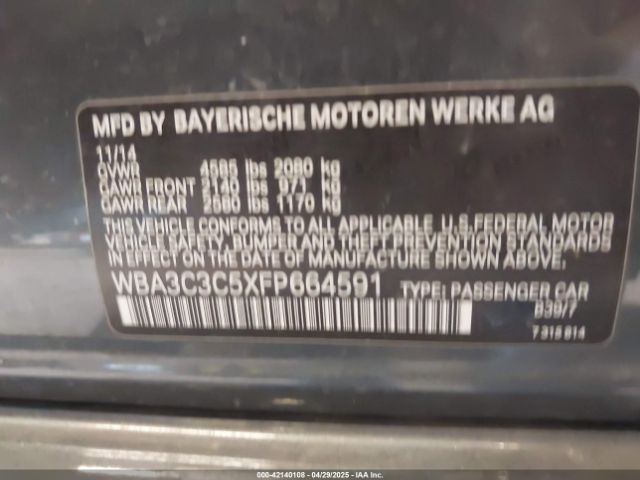 MFD BY BAYERISCHE MOTOREN WERKE AG
11/14
GVWR 4585 lbs 2080 kg
GAWR FRONT 2140 lbs 971 kg
GAWR REAR 2580 lbs 1170 kg
THIS VEHICLE CONFORMS TO ALL APPLICABLE U.S.FEDERAL MOTOR
VEHICLE SAFETY, BUMPER AND THEFT PREVENTION STANDARDS
IN EFFECT ON THE DATE OF MANUFACTURE SHOWN ABOVE.
WBA3C3C5XFP664591 TYPE: PASSENGER CAR
B39/7
7 315 814
000-42140108 - 04/29/2025 - IAA Inc.